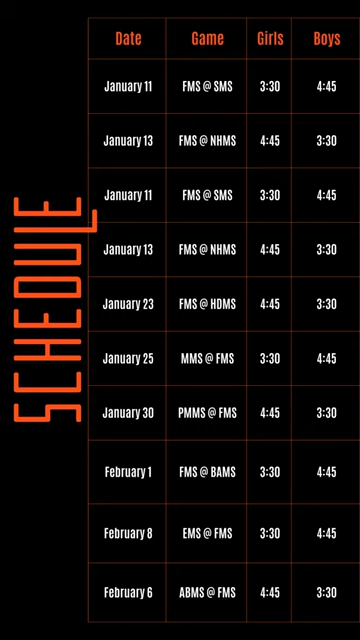 SCHEDULE
Date Game Girls Boys
January 11 FMS @ SMS 3:30 4:45
January 13 FMS @ NHMS 4:45 3:30
January 11 FMS @ SMS 3:30 4:45
January 13 FMS @ NHMS 4:45 3:30
January 23 FMS @ HDMS 4:45 3:30
January 25 MMS @ FMS 3:30 4:45
January 30 PMMS @ FMS 4:45 3:30
February 1 FMS @ BAMS 3:30 4:45
February 8 EMS @ FMS 3:30 4:45
February 6 ABMS @ FMS 4:45 3:30